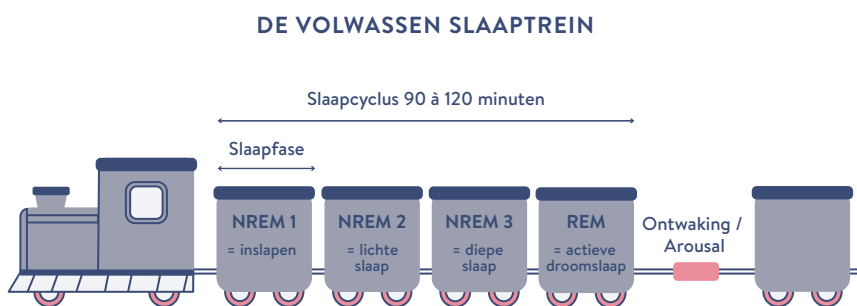 DE VOLWASSEN SLAAPTREIN
Slaapcyclus 90 à 120 minuten
Slaapfase
NREM 1
= inslapen
NREM 2
= lichte
slaap
NREM 3
= diepe
slaap
REM
= actieve
droomslaap
Ontwaking /
Arousal